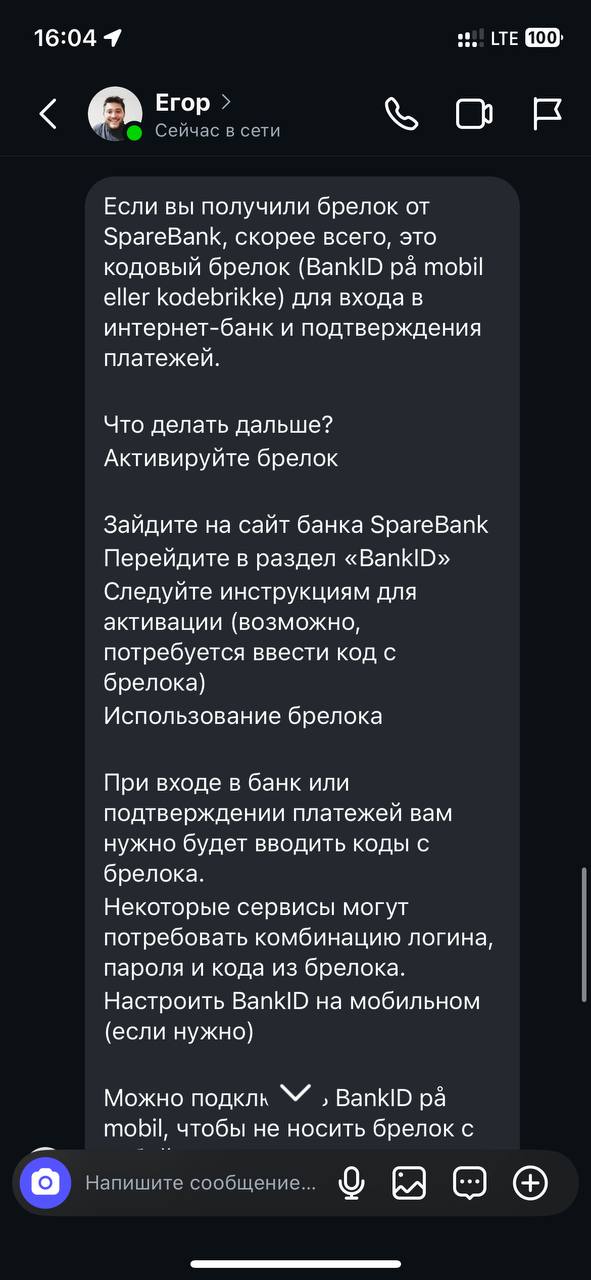 16:04
LTE 100
Егор
Сейчас в сети
Если вы получили брелок от
SpareBank, скорее всего, это
кодовый брелок (BankID på mobil
eller kodebrikke) для входа в
интернет-банк и подтверждения
платежей.
Что делать дальше?
Активируйте брелок
Зайдите на сайт банка SpareBank
Перейдите в раздел «BankID»
Следуйте инструкциям для
активации (возможно,
потребуется ввести код с
брелока)
Использование брелока
При входе в банк или
подтверждении платежей вам
нужно будет вводить коды с
брелока.
Некоторые сервисы могут
потребовать комбинацию логина,
пароля и кода из брелока.
Настроить BankID на мобильном
(если нужно)
Можно BankID på
mobil, чтобы не носить брелок с
Напишите сообщение...